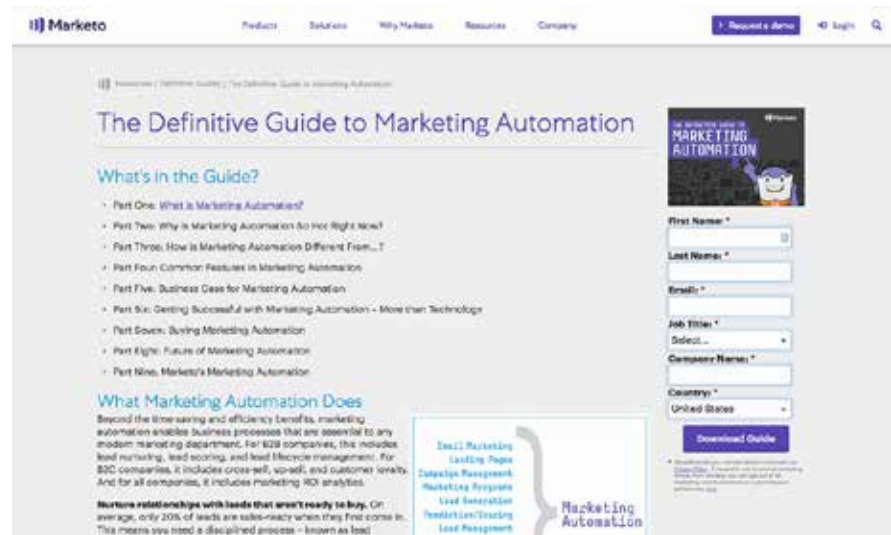 Marketo
Products Solutions Why Marketo Resources Company
Request a demo Login
Resources / Definitive Guides / The Definitive Guide to Marketing Automation
The Definitive Guide to Marketing Automation
What's in the Guide?
Part One: What is Marketing Automation?
Part Two: Why is Marketing Automation So Hot Right Now?
Part Three: How is Marketing Automation Different From...?
Part Four: Common Features in Marketing Automation
Part Five: Business Case for Marketing Automation
Part Six: Getting Successful with Marketing Automation – More than Technology
Part Seven: Buying Marketing Automation
Part Eight: Future of Marketing Automation
Part Nine: Marketo's Marketing Automation
What Marketing Automation Does
Beyond the time-saving and efficiency benefits, marketing
automation enables business processes that are essential to any
modern marketing department. For B2B companies, this includes
lead nurturing, lead scoring, and lead lifecycle management. For
B2C companies, it includes cross-sell, up-sell, and customer loyalty.
And for all companies, it includes marketing ROI analytics.
Nurture relationships with leads that aren't ready to buy. On
average, only 20% of leads are sales-ready when they first come in.
This means you need a disciplined process – known as lead
Email Marketing
Landing Pages
Campaign Management
Marketing Programs
Lead Generation
Prediction/Scoring
Lead Management
Marketing
Automation
THE DEFINITIVE GUIDE TO
MARKETING
AUTOMATION
Marketo
First Name: *
Last Name: *
Email: *
Job Title: *
Select...
Company Name: *
Country: *
United States
Download Guide